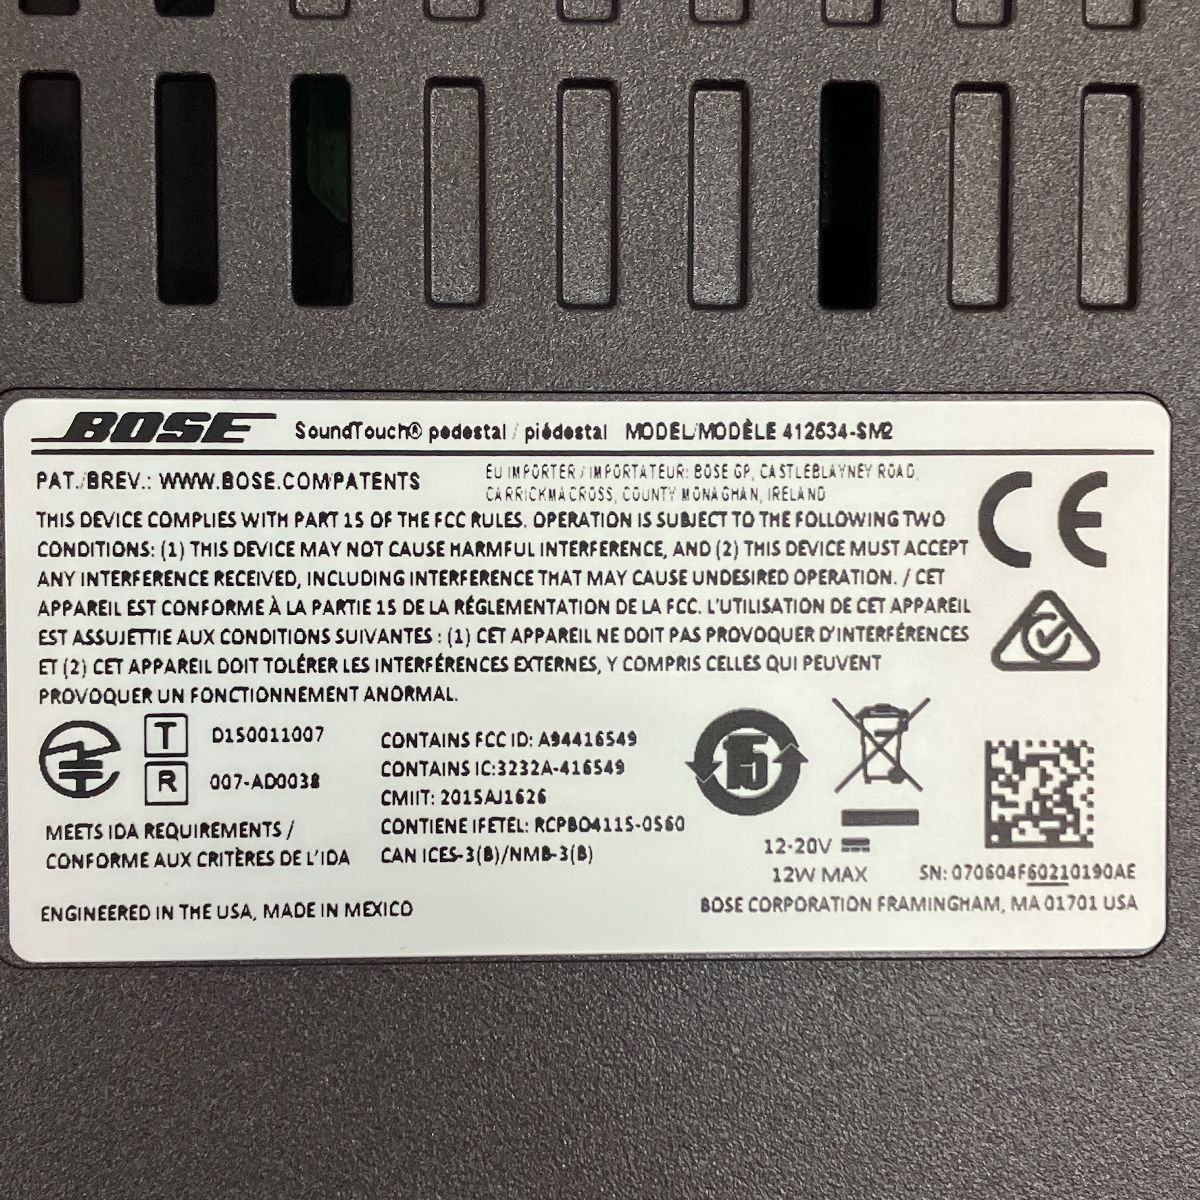 BOSE SoundTouch® pedestal / piédestal MODEL/MODÈLE 412634-SM2
PAT./BREV.: WWW.BOSE.COM/PATENTS
EU IMPORTER / IMPORTATEUR: BOSE GP, CASTLEBLAYNEY ROAD,
CARRICKMACROSS, COUNTY MONAGHAN, IRELAND
THIS DEVICE COMPLIES WITH PART 15 OF THE FCC RULES. OPERATION IS SUBJECT TO THE FOLLOWING TWO
CONDITIONS: (1) THIS DEVICE MAY NOT CAUSE HARMFUL INTERFERENCE, AND (2) THIS DEVICE MUST ACCEPT
ANY INTERFERENCE RECEIVED, INCLUDING INTERFERENCE THAT MAY CAUSE UNDESIRED OPERATION. / CET
APPAREIL EST CONFORME À LA PARTIE 15 DE LA RÉGLEMENTATION DE LA FCC. L'UTILISATION DE CET APPAREIL
EST ASSUJETTIE AUX CONDITIONS SUIVANTES : (1) CET APPAREIL NE DOIT PAS PROVOQUER D'INTERFÉRENCES
ET (2) CET APPAREIL DOIT TOLÉRER LES INTERFÉRENCES EXTERNES, Y COMPRIS CELLES QUI PEUVENT
PROVOQUER UN FONCTIONNEMENT ANORMAL.
CE
T D150011007
R 007-AD0038
MEETS IDA REQUIREMENTS /
CONFORME AUX CRITÈRES DE L'IDA
CONTAINS FCC ID: A94416549
CONTAINS IC:3232A-416549
CMIIT: 2015AJ1626
CONTIENE IFETEL: RCPBO4115-0560
CAN ICES-3(B)/NMB-3(B)
15
12-20V
12W MAX
SN: 070604F60210190AE
ENGINEERED IN THE USA, MADE IN MEXICO
BOSE CORPORATION FRAMINGHAM, MA 01701 USA